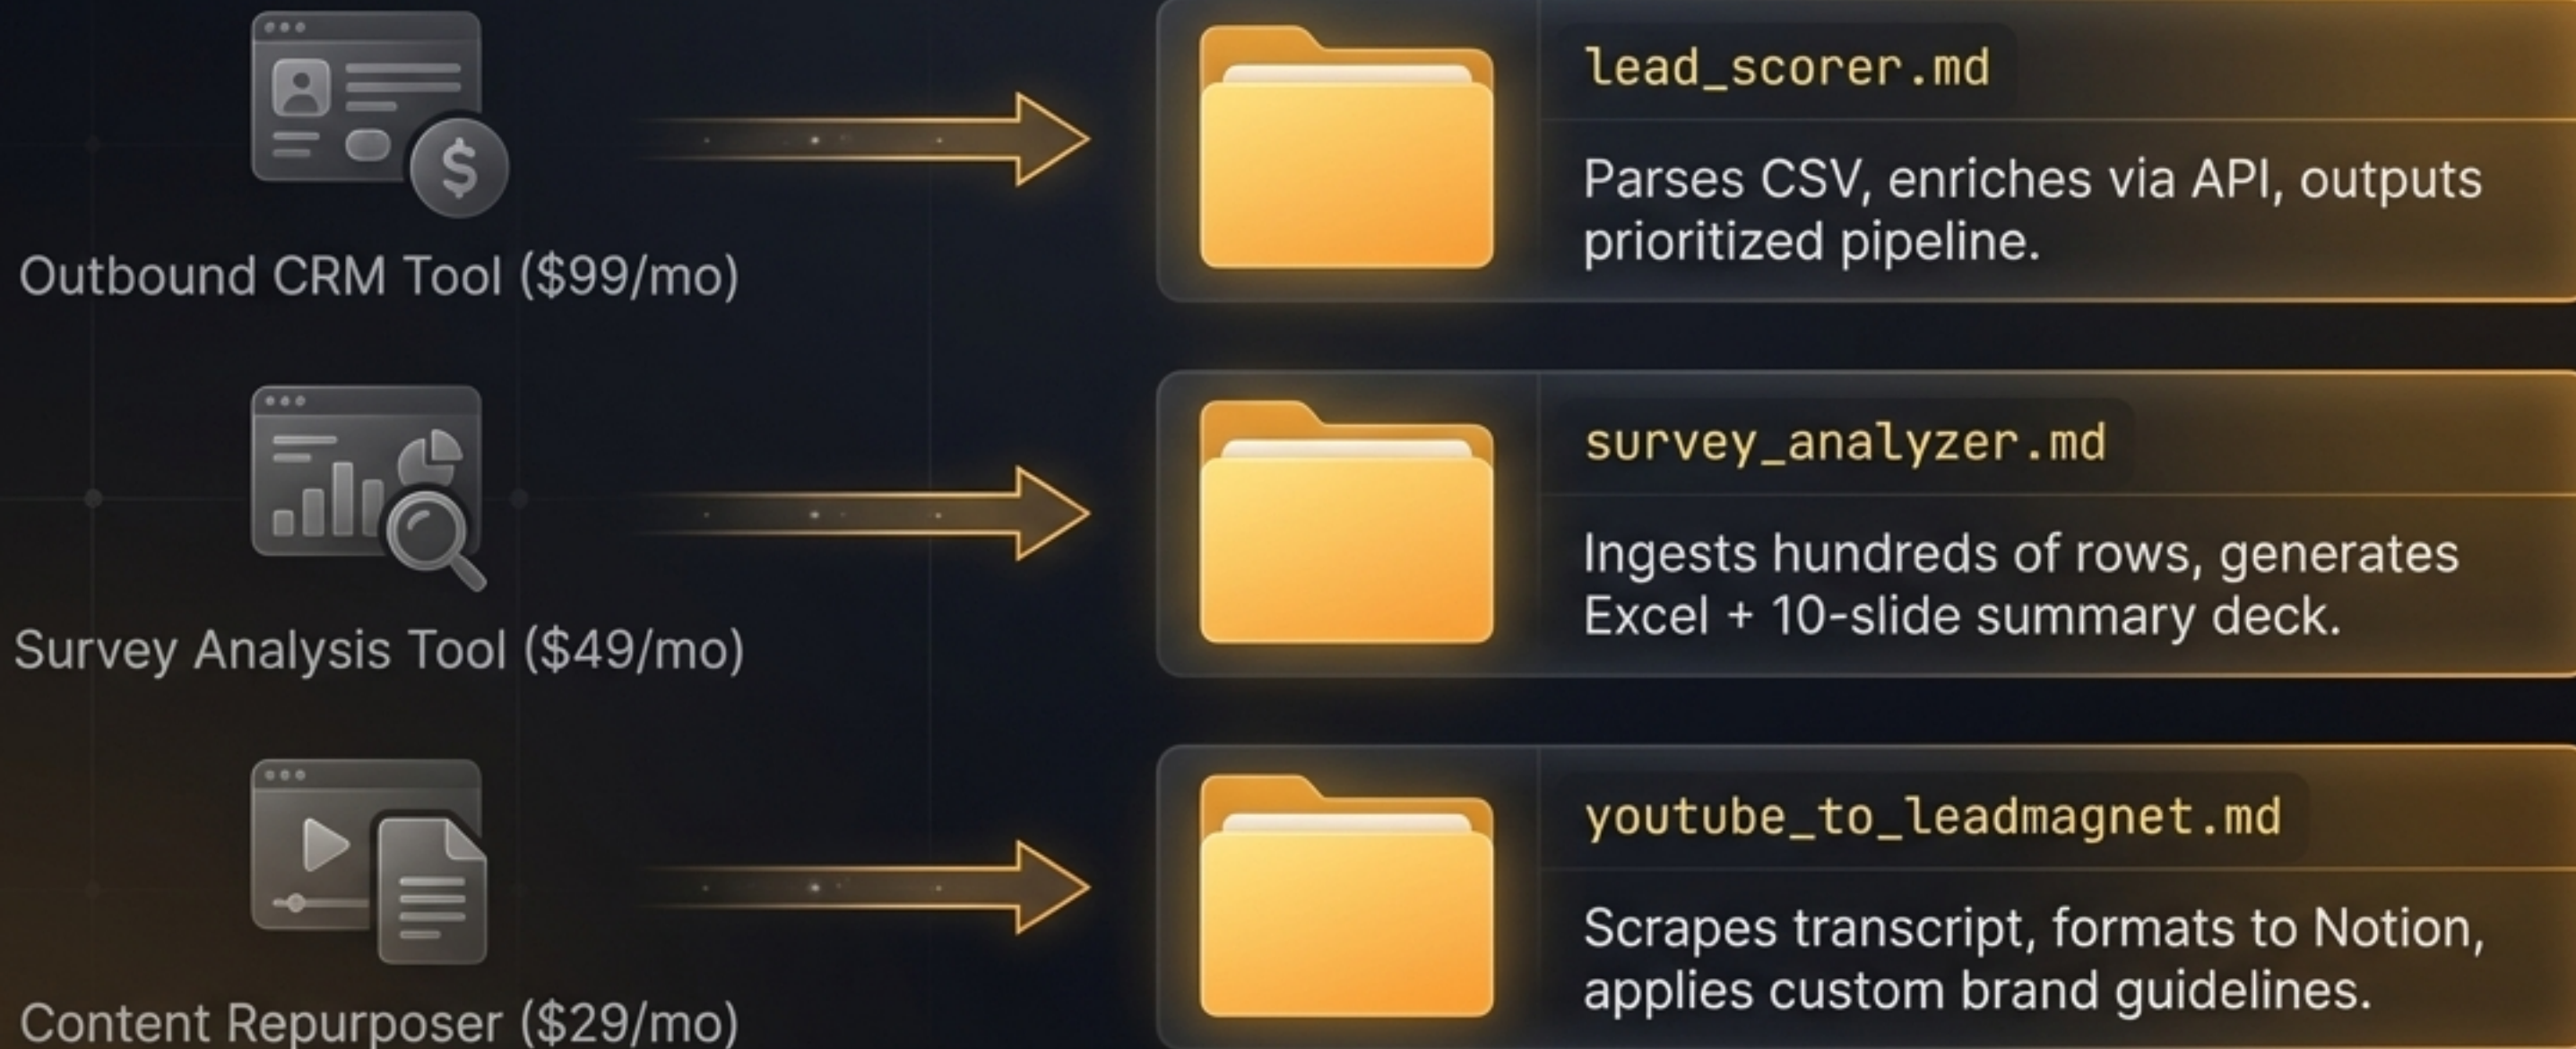 Outbound CRM Tool ($99/mo)
lead_scorer.md
Parses CSV, enriches via API, outputs
prioritized pipeline.
Survey Analysis Tool ($49/mo)
survey_analyzer.md
Ingests hundreds of rows, generates
Excel + 10-slide summary deck.
Content Repurposer ($29/mo)
youtube_to_leadmagnet.md
Scrapes transcript, formats to Notion,
applies custom brand guidelines.
$